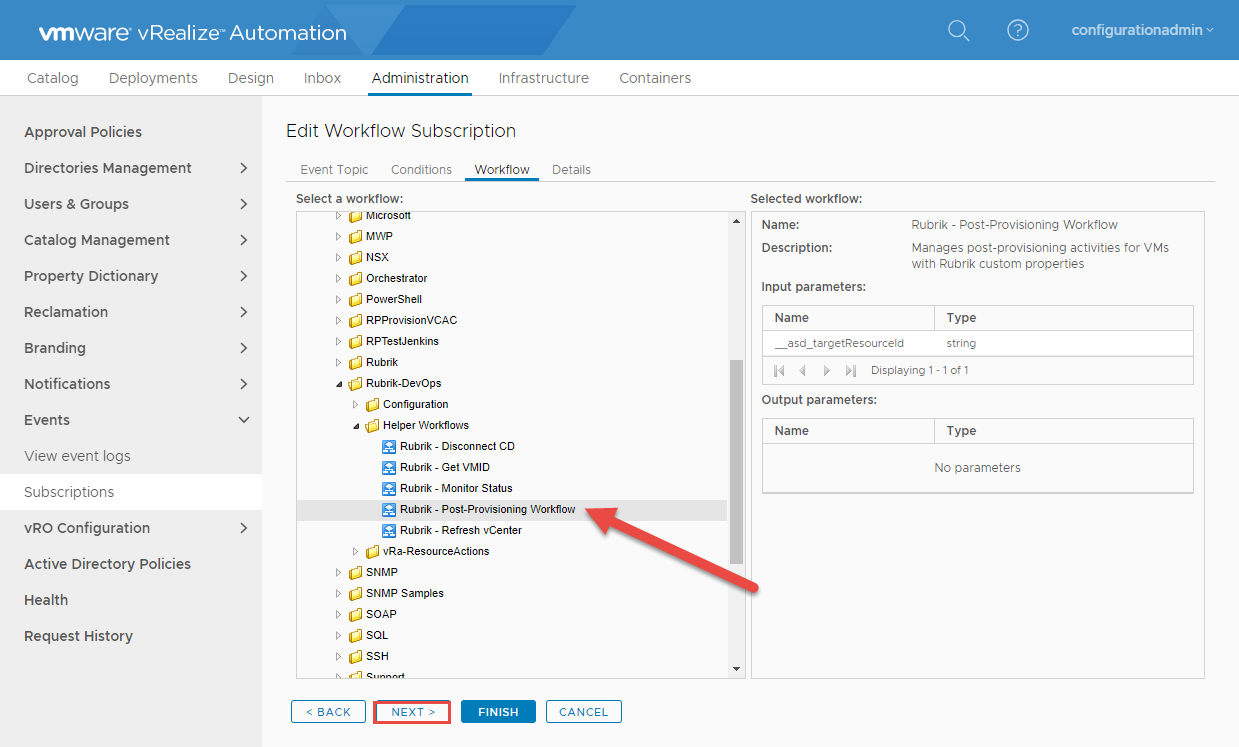 vmware vRealize Automation
configurationadmin
Catalog Deployments Design Inbox Administration Infrastructure Containers
Approval Policies
Directories Management
Users & Groups
Catalog Management
Property Dictionary
Reclamation
Branding
Notifications
Events
View event logs
Subscriptions
vRO Configuration
Active Directory Policies
Health
Request History
Edit Workflow Subscription
Event Topic Conditions Workflow Details
Select a workflow:
Microsoft
MWP
NSX
Orchestrator
PowerShell
RPProvisionVCAC
RPTestJenkins
Rubrik
Rubrik-DevOps
Configuration
Helper Workflows
Rubrik - Disconnect CD
Rubrik - Get VMID
Rubrik - Monitor Status
Rubrik - Post-Provisioning Workflow
Rubrik - Refresh vCenter
vRa-ResourceActions
SNMP
SNMP Samples
SOAP
SQL
SSH
Support
Selected workflow:
Name: Rubrik - Post-Provisioning Workflow
Description: Manages post-provisioning activities for VMs
with Rubrik custom properties
Input parameters:
Name Type
__asd_targetResourceId string
Displaying 1 - 1 of 1
Output parameters:
Name Type
No parameters
< BACK NEXT > FINISH CANCEL